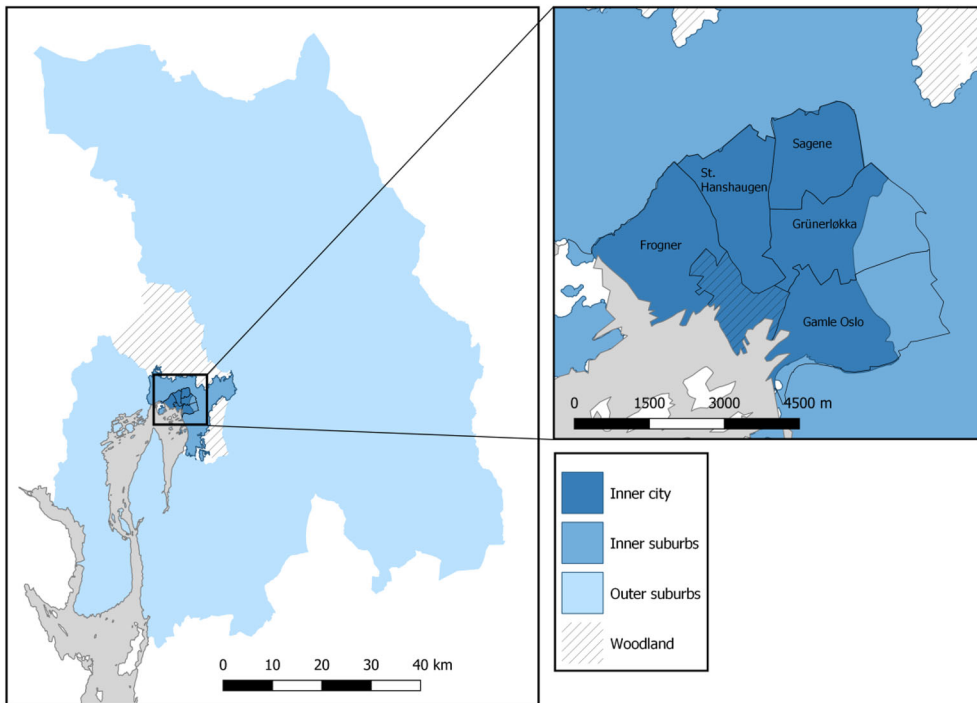 Sagene
St.
Hanshaugen
Grünerløkka
Frogner
Gamle Oslo
0 1500 3000 4500 m
Inner city
Inner suburbs
Outer suburbs
Woodland
0 10 20 30 40 km